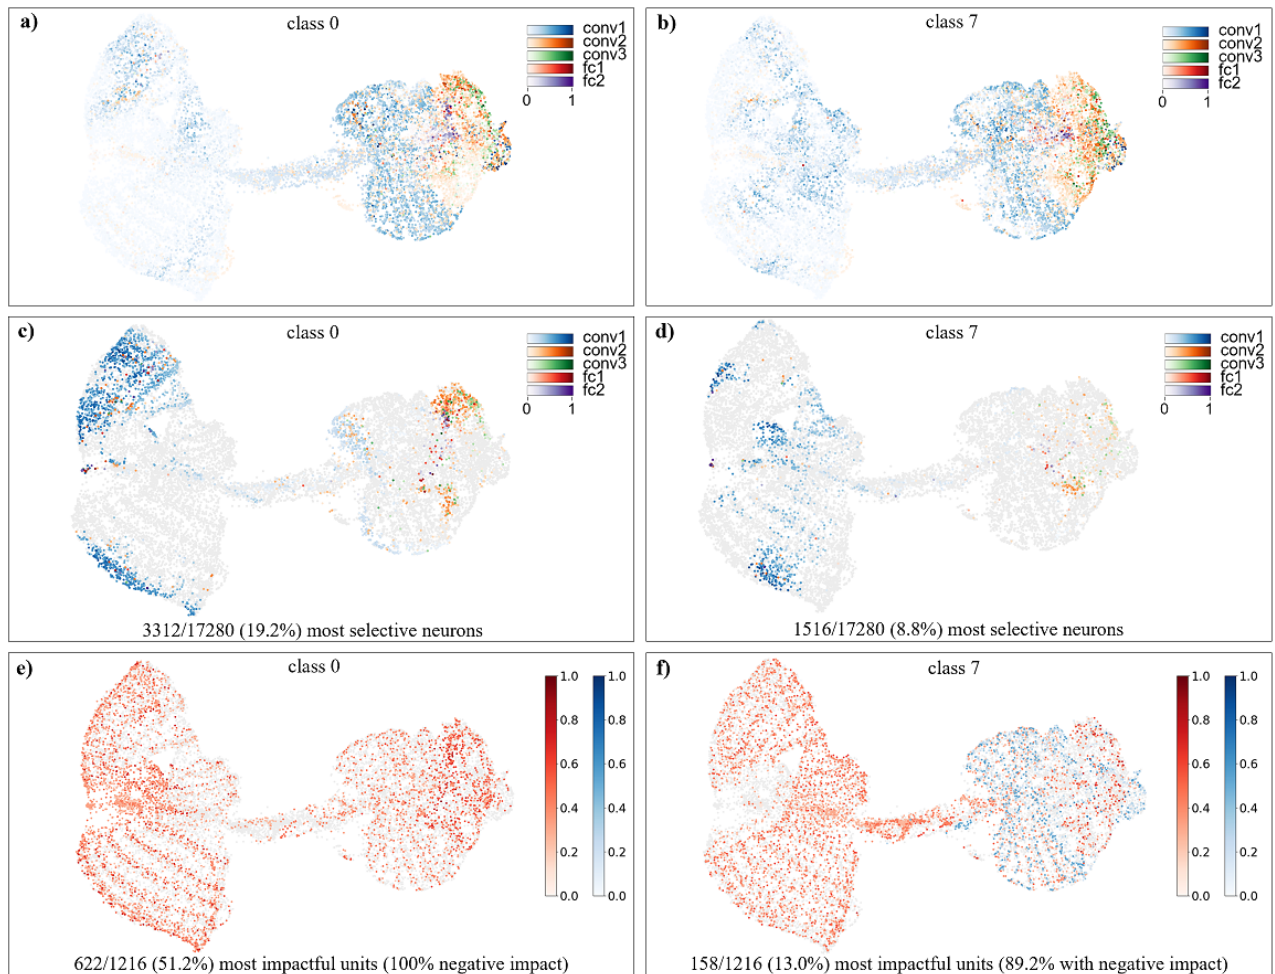 a)
class 0
conv1
conv2
conv3
fc1
fc2
0 1
b)
class 7
conv1
conv2
conv3
fc1
fc2
0 1
c)
class 0
conv1
conv2
conv3
fc1
fc2
0 1
3312/17280 (19.2%) most selective neurons
d)
class 7
conv1
conv2
conv3
fc1
fc2
0 1
1516/17280 (8.8%) most selective neurons
e)
class 0
1.0 1.0
0.8 0.8
0.6 0.6
0.4 0.4
0.2 0.2
0.0 0.0
622/1216 (51.2%) most impactful units (100% negative impact)
f)
class 7
1.0 1.0
0.8 0.8
0.6 0.6
0.4 0.4
0.2 0.2
0.0 0.0
158/1216 (13.0%) most impactful units (89.2% with negative impact)